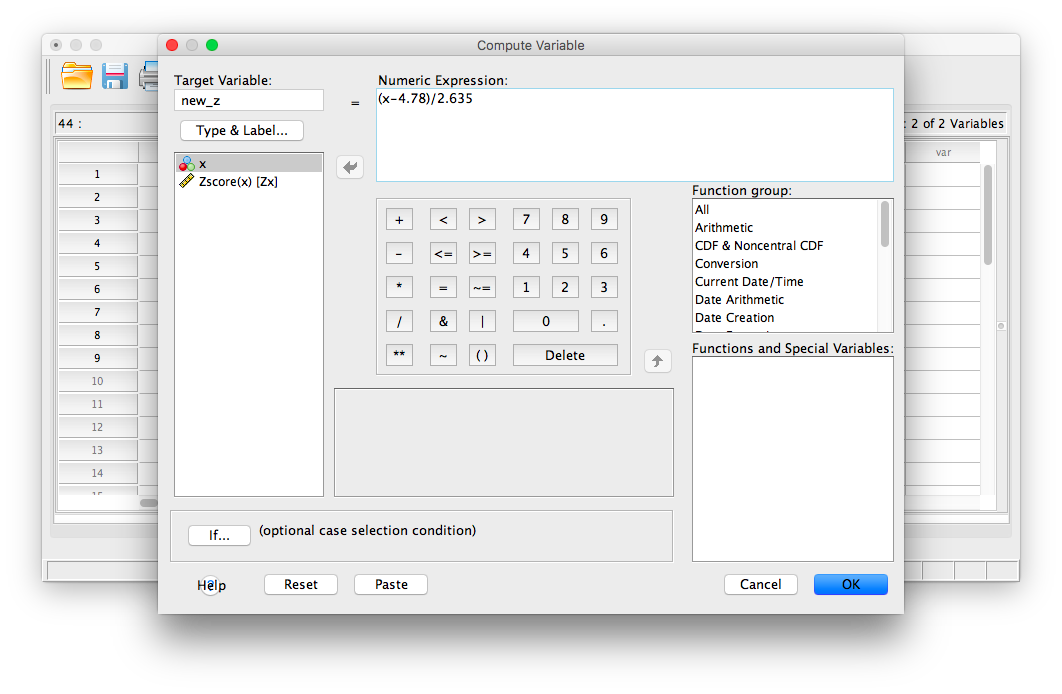 Compute Variable
Target Variable:
new_z
Type & Label...
=
Numeric Expression:
(x-4.78)/2.635
44 :
: 2 of 2 Variables
var
1
2
3
4
5
6
7
8
9
10
11
12
13
14
x
Zscore(x) [Zx]
+ < > 7 8 9
- <= >= 4 5 6
* = ~= 1 2 3
/ & | 0 .
** ~ () Delete
Function group:
All
Arithmetic
CDF & Noncentral CDF
Conversion
Current Date/Time
Date Arithmetic
Date Creation
Functions and Special Variables:
If... (optional case selection condition)
Help Reset Paste Cancel OK